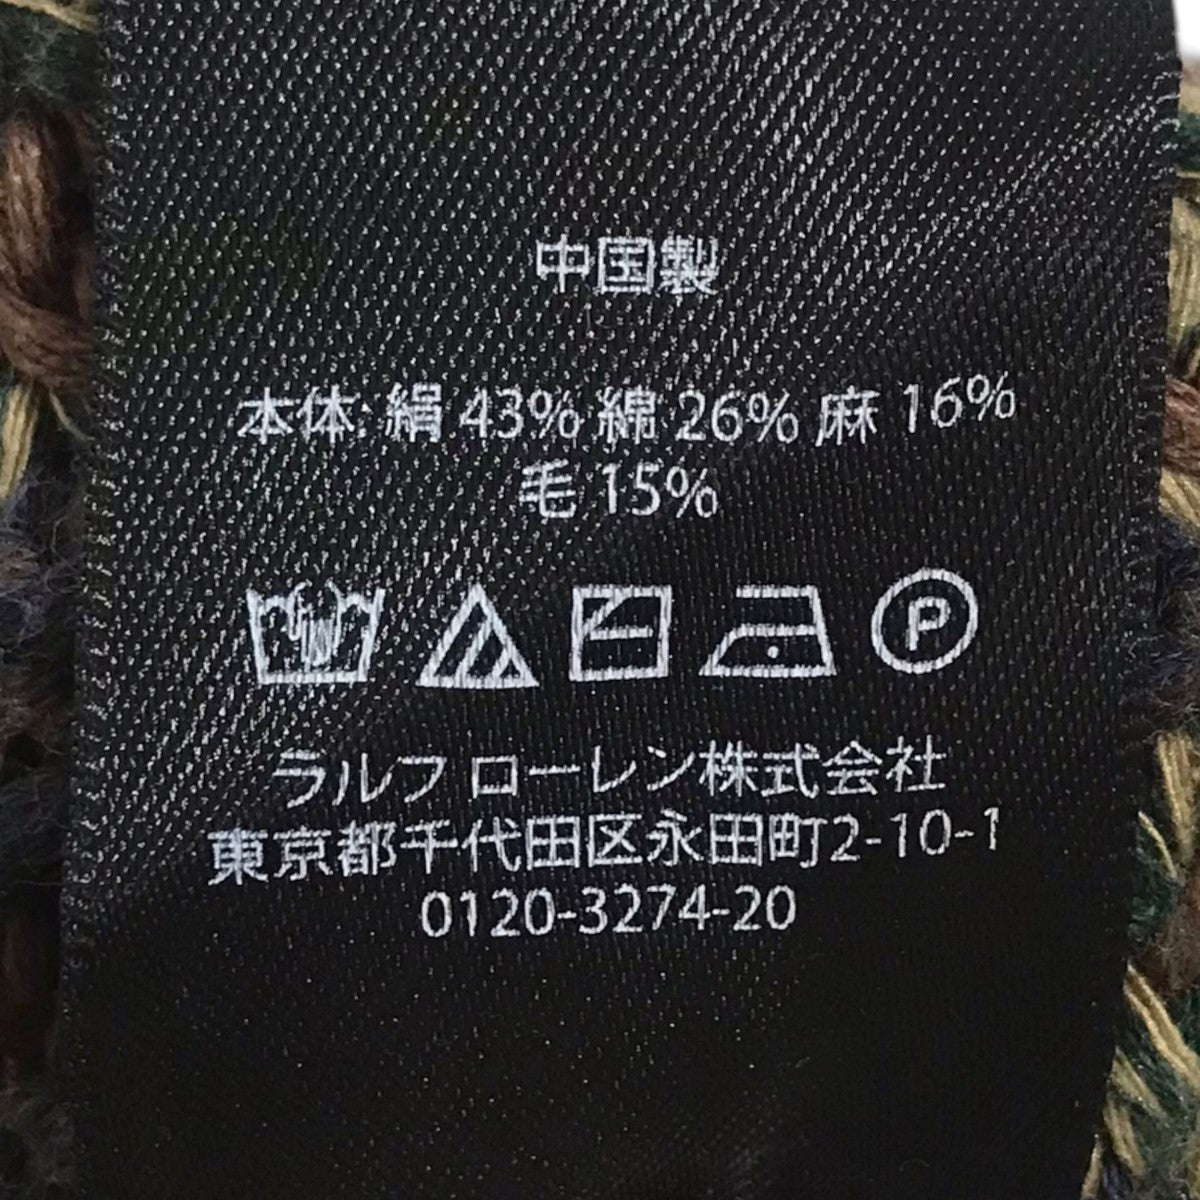 中国製
本体: 絹 43% 綿 26% 麻 16%
毛 15%
P
ラルフ ローレン株式会社
東京都千代田区永田町2-10-1
0120-3274-20